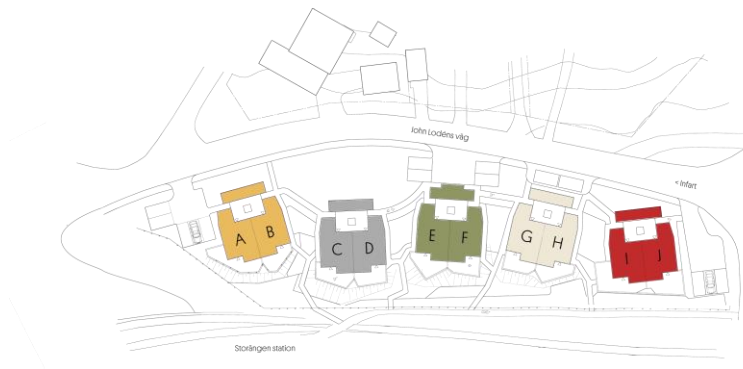 John Lodéns väg
< Infart
A B
C D
E F
G H
I J
Storängen station